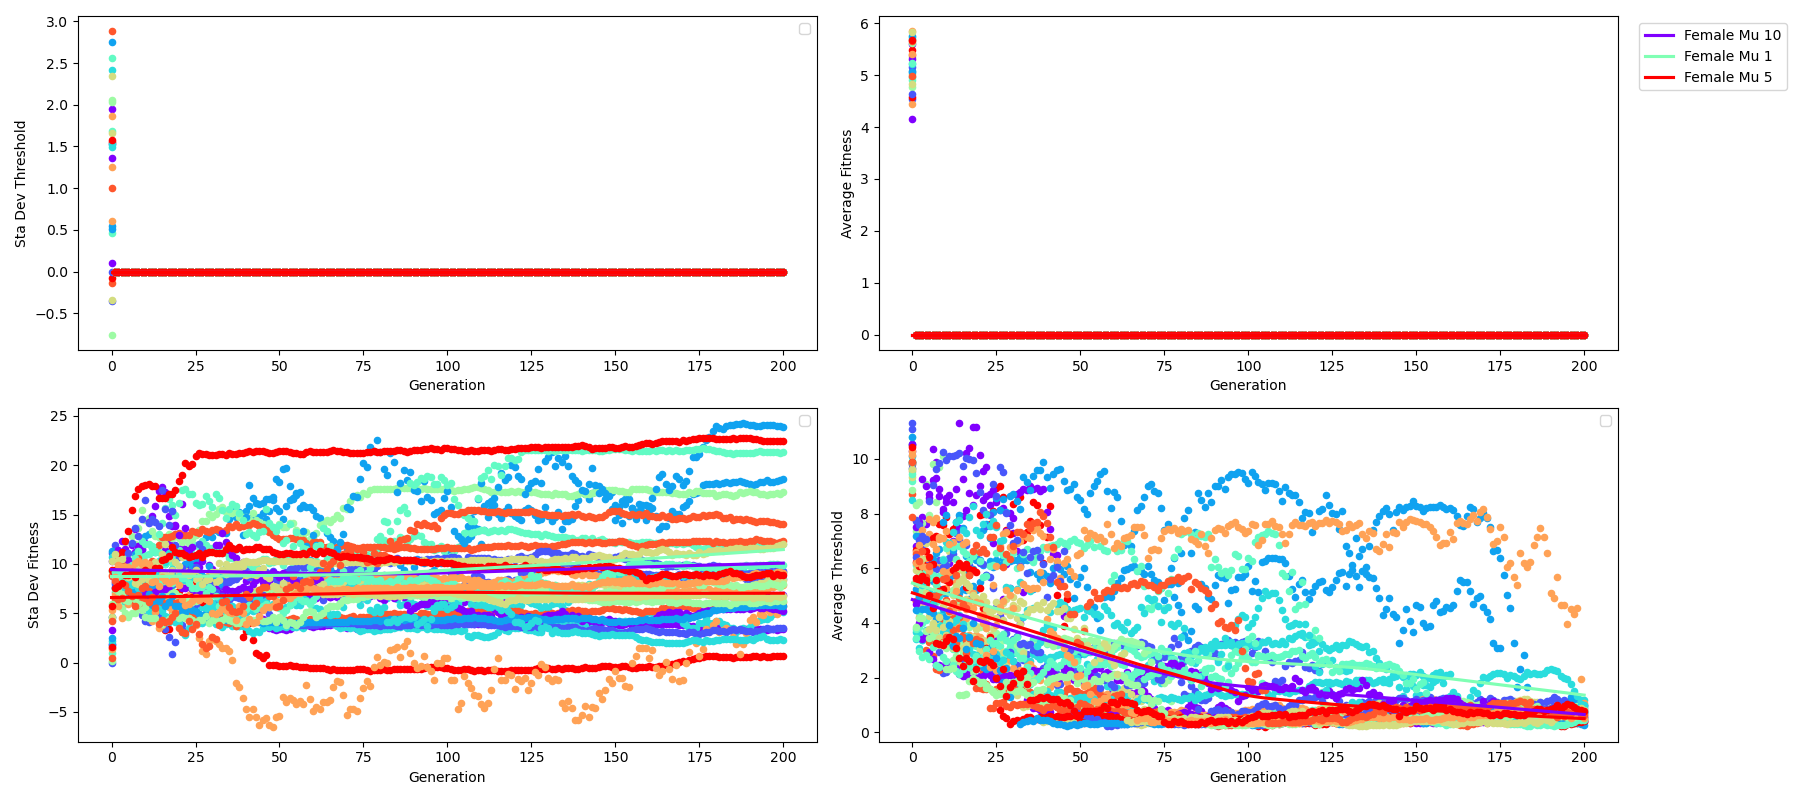 3.0
2.5
2.0
1.5
1.0
0.5
0.0
−0.5
Sta Dev Threshold
0 25 50 75 100 125 150 175 200
Generation
6
5
4
3
2
1
0
Average Fitness
0 25 50 75 100 125 150 175 200
Generation
Female Mu 10
Female Mu 1
Female Mu 5
25
20
15
10
5
0
−5
Sta Dev Fitness
0 25 50 75 100 125 150 175 200
Generation
10
8
6
4
2
0
Average Threshold
0 25 50 75 100 125 150 175 200
Generation